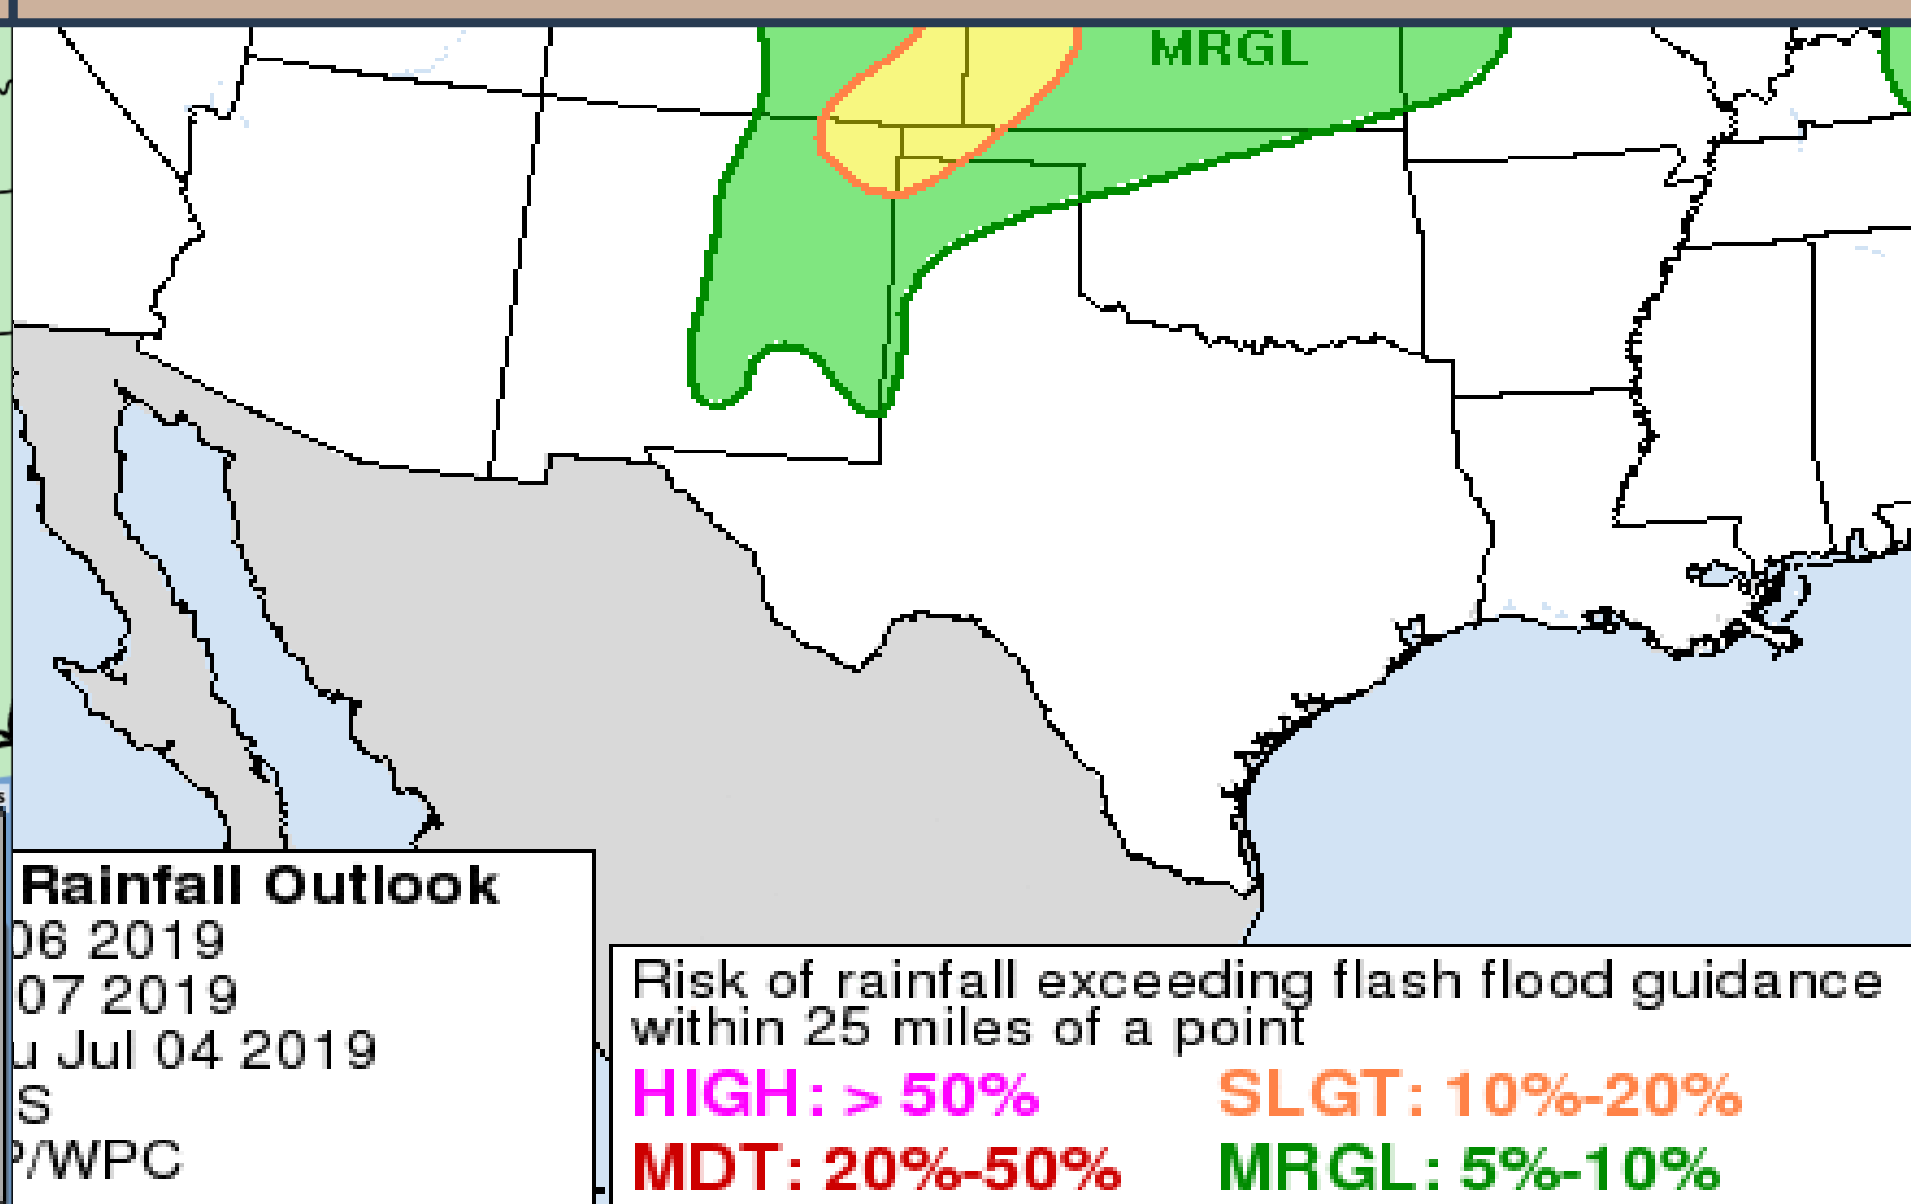 MRGL
Rainfall Outlook
06 2019
07 2019
u Jul 04 2019
S
/WPC
Risk of rainfall exceeding flash flood guidance
within 25 miles of a point
HIGH: > 50%
SLGT: 10%-20%
MDT: 20%-50%
MRGL: 5%-10%